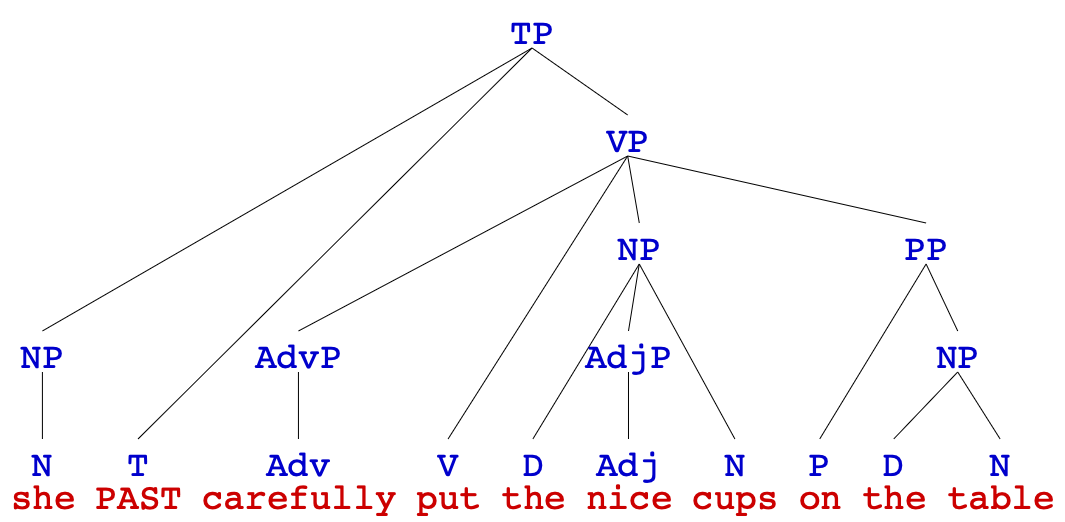 TP
VP
NP PP
NP AdvP AdjP NP
N T Adv V D Adj N P D N
she PAST carefully put the nice cups on the table